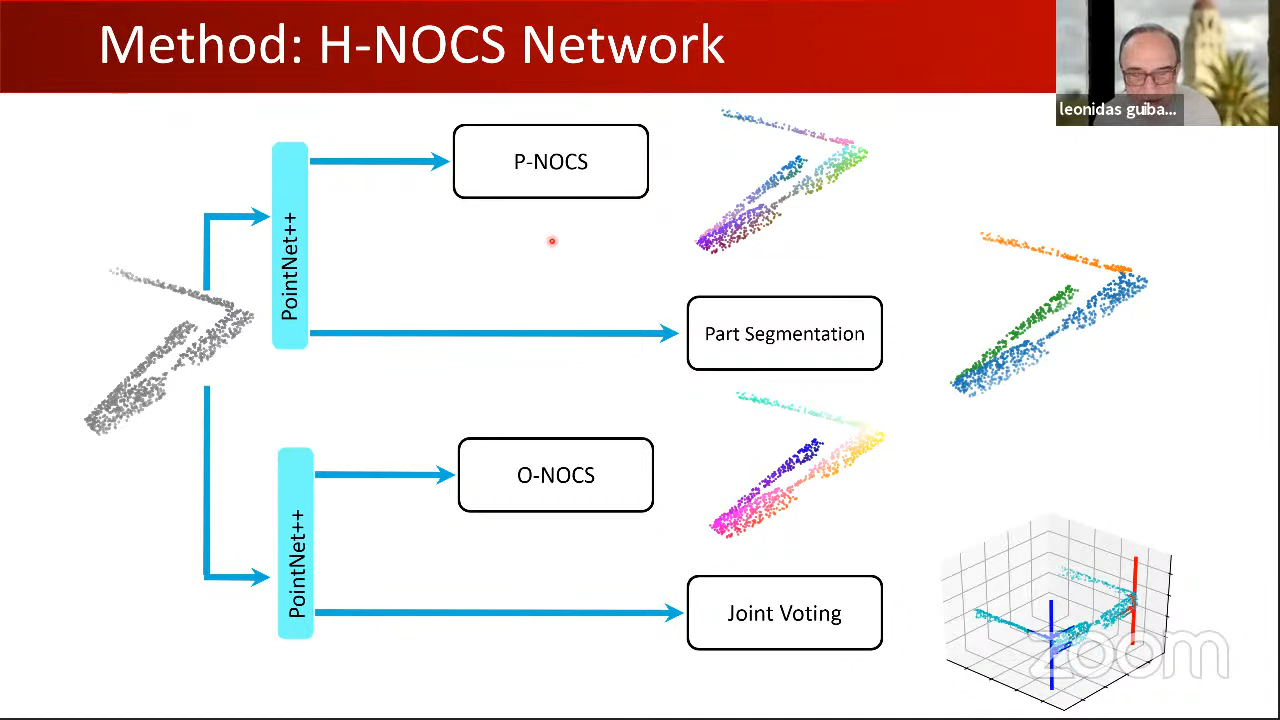 Method: H-NOCS Network
leonidas guiba...
P-NOCS
PointNet++
Part Segmentation
O-NOCS
PointNet++
Joint Voting
zoom